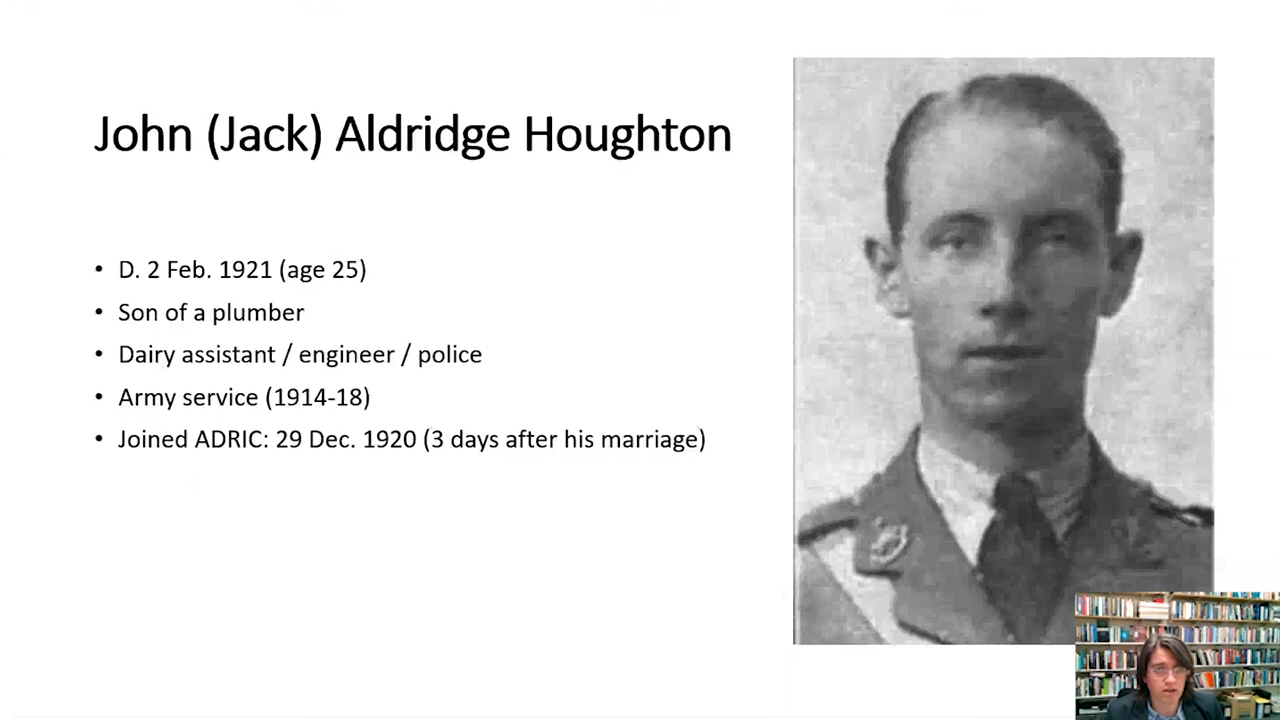 John (Jack) Aldridge Houghton
• D. 2 Feb. 1921 (age 25)
• Son of a plumber
• Dairy assistant / engineer / police
• Army service (1914-18)
• Joined ADRIC: 29 Dec. 1920 (3 days after his marriage)